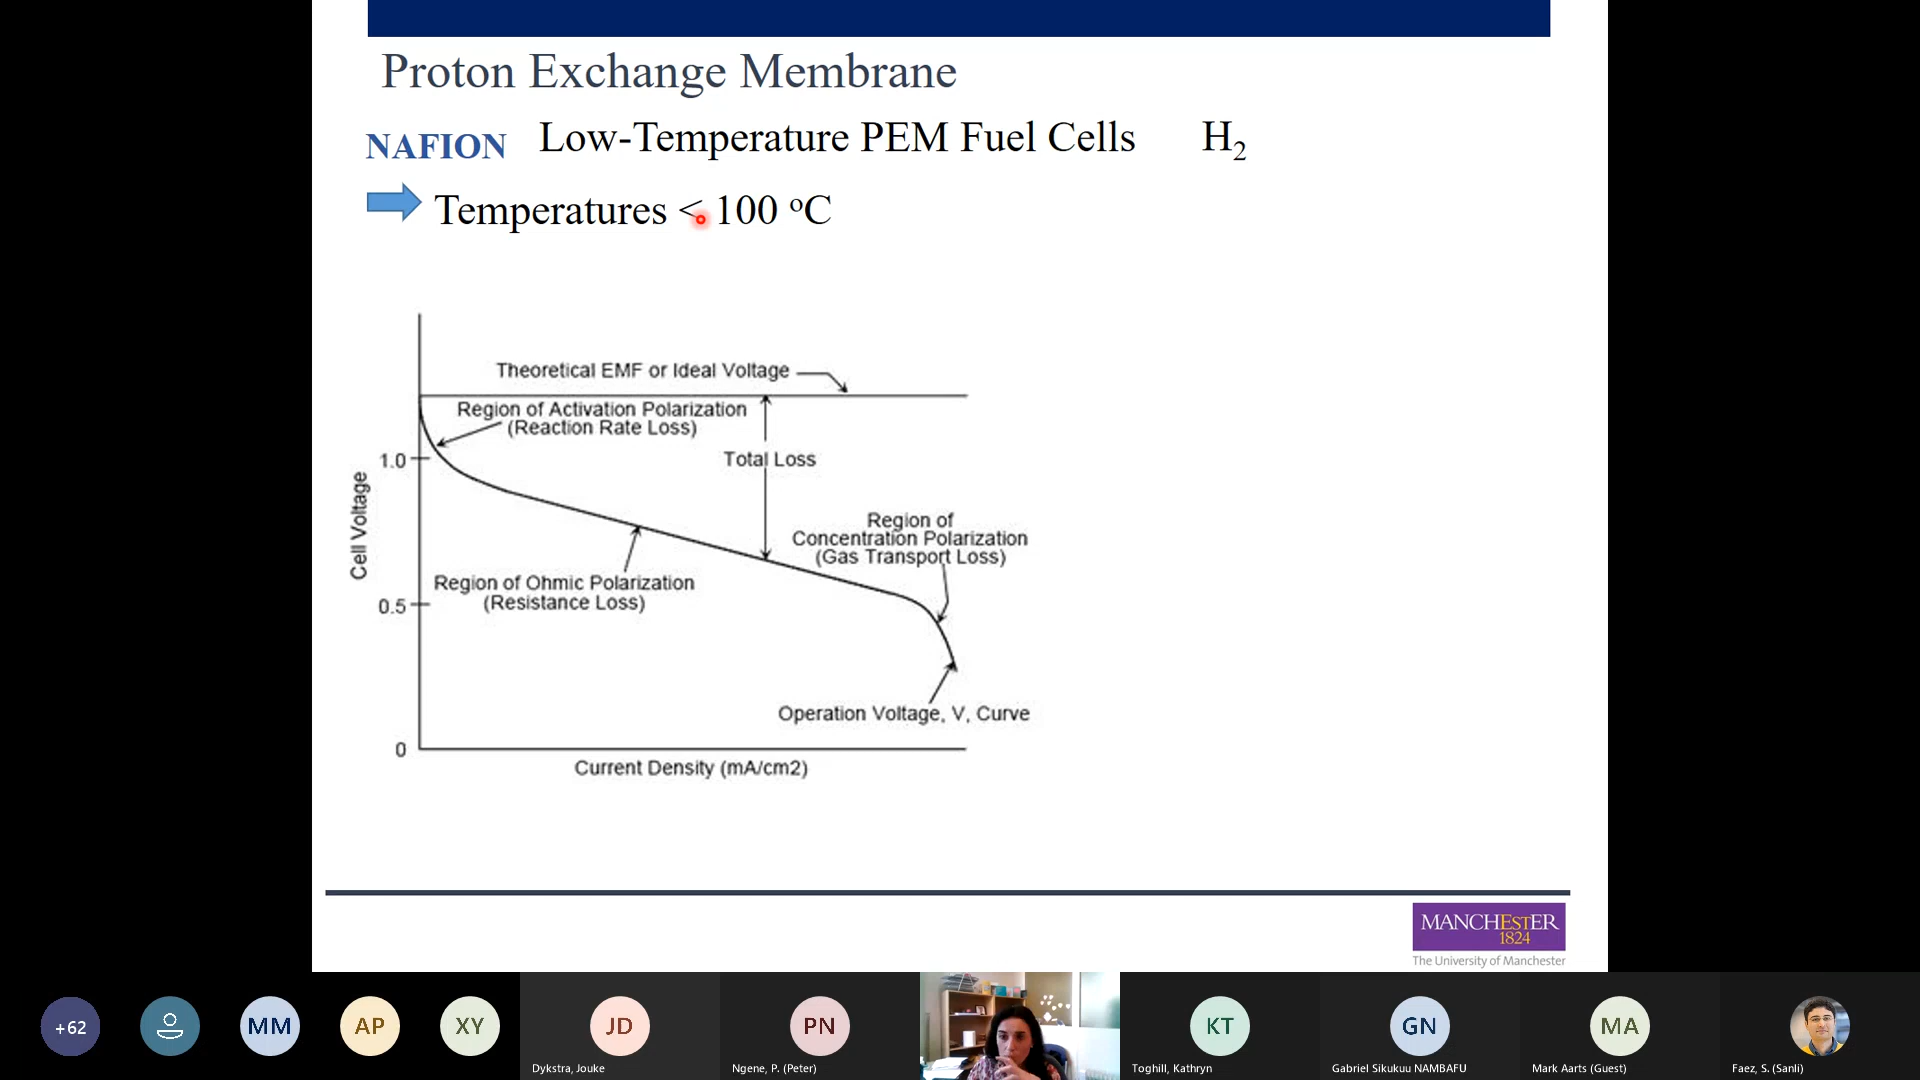 Proton Exchange Membrane
NAFION Low-Temperature PEM Fuel Cells H₂
Temperatures < 100 °C
Theoretical EMF or Ideal Voltage
Region of Activation Polarization
(Reaction Rate Loss)
1.0
Total Loss
Cell Voltage
Region of
Concentration Polarization
(Gas Transport Loss)
Region of Ohmic Polarization
(Resistance Loss)
0.5
Operation Voltage, V, Curve
0
Current Density (mA/cm2)
MANCHESTER
1824
The University of Manchester
+62
MM
AP
XY
JD
PN
KT
GN
MA
Dykstra, Jouke
Ngene, P. (Peter)
Toghill, Kathryn
Gabriel Sikukuu NAMBAFU
Mark Aarts (Guest)
Faez, S. (Sanli)